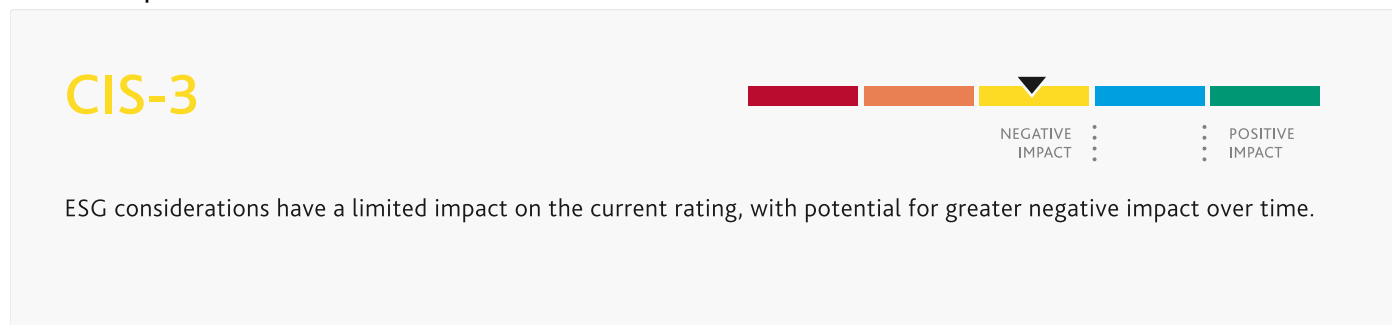 CIS-3
NEGATIVE
IMPACT
POSITIVE
IMPACT
ESG considerations have a limited impact on the current rating, with potential for greater negative impact over time.